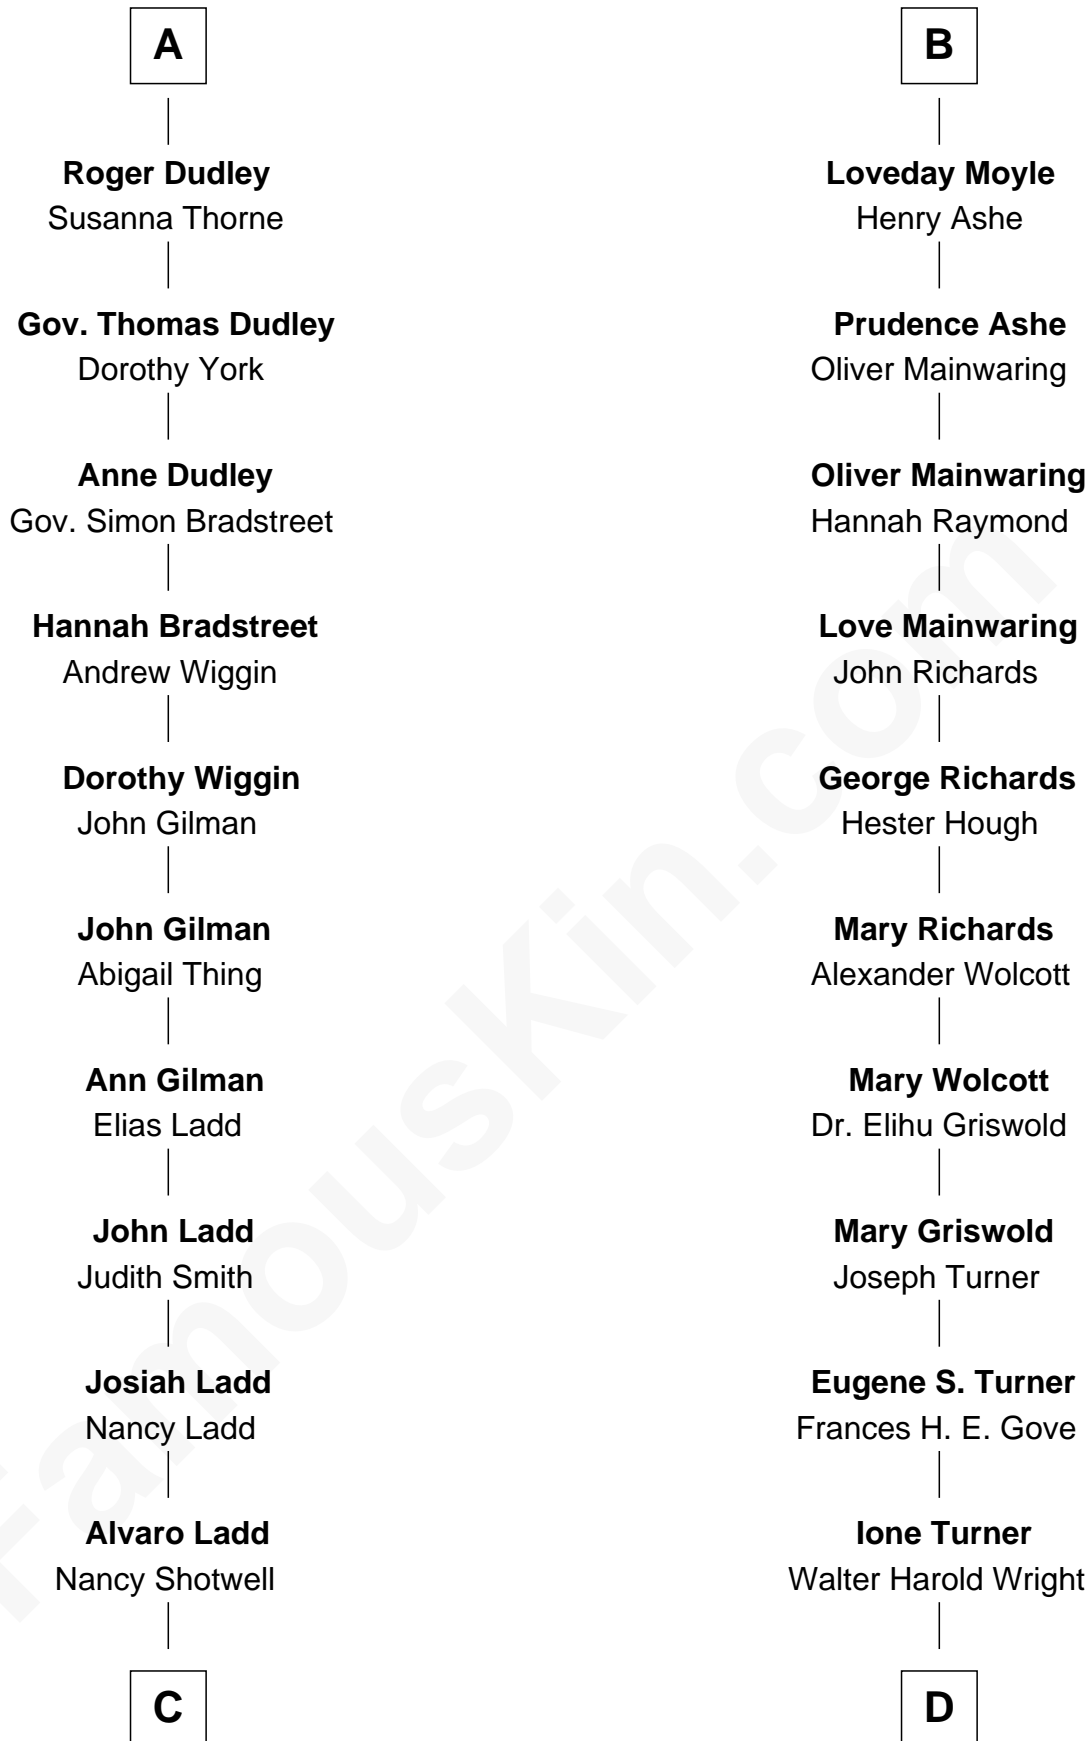 A
Roger Dudley
Susanna Thorne
Gov. Thomas Dudley
Dorothy York
Anne Dudley
Gov. Simon Bradstreet
Hannah Bradstreet
Andrew Wiggin
Dorothy Wiggin
John Gilman
John Gilman
Abigail Thing
Ann Gilman
Elias Ladd
John Ladd
Judith Smith
Josiah Ladd
Nancy Ladd
Alvaro Ladd
Nancy Shotwell
C
B
Loveday Moyle
Henry Ashe
Prudence Ashe
Oliver Mainwaring
Oliver Mainwaring
Hannah Raymond
Love Mainwaring
John Richards
George Richards
Hester Hough
Mary Richards
Alexander Wolcott
Mary Wolcott
Dr. Elihu Griswold
Mary Griswold
Joseph Turner
Eugene S. Turner
Frances H. E. Gove
Ione Turner
Walter Harold Wright
D
FamousKin.com